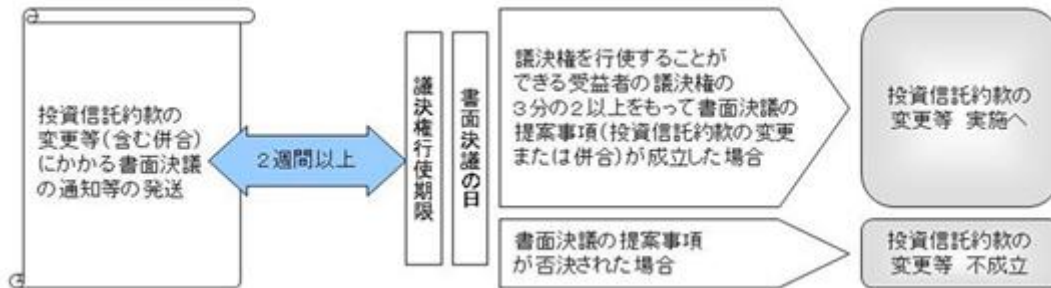 投資信託約款の
変更等(含む併合)
にかかる書面決議
の通知等の発送
2週間以上
議決権行使期限
書面決議の日
議決権を行使することが
できる受益者の議決権の
3分の2以上をもって書面決議の
提案事項(投資信託約款の変更
または併合)が成立した場合
投資信託約款の
変更等 実施へ
書面決議の提案事項
が否決された場合
投資信託約款の
変更等 不成立